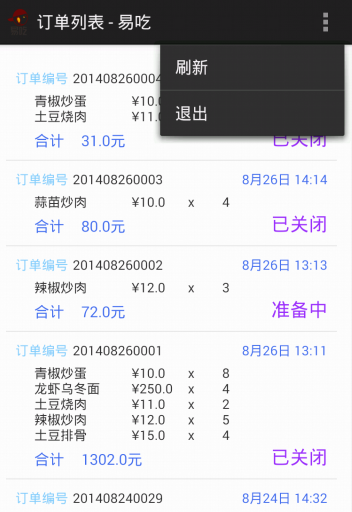 订单列表 - 易吃
刷新
退出
订单编号 201408260004
青椒炒蛋 ¥10.0
土豆烧肉 ¥11.
合计 31.0元 已关闭
订单编号 201408260003 8月26日 14:14
蒜苗炒肉 ¥10.0 x 4
合计 80.0元 已关闭
订单编号 201408260002 8月26日 13:13
辣椒炒肉 ¥12.0 x 3
合计 72.0元 准备中
订单编号 201408260001 8月26日 13:11
青椒炒蛋 ¥10.0 x 8
龙虾乌冬面 ¥250.0 x 4
土豆烧肉 ¥11.0 x 2
辣椒炒肉 ¥12.0 x 5
土豆排骨 ¥15.0 x 4
合计 1302.0元 已关闭
订单编号 201408240029 8月24日 14:32